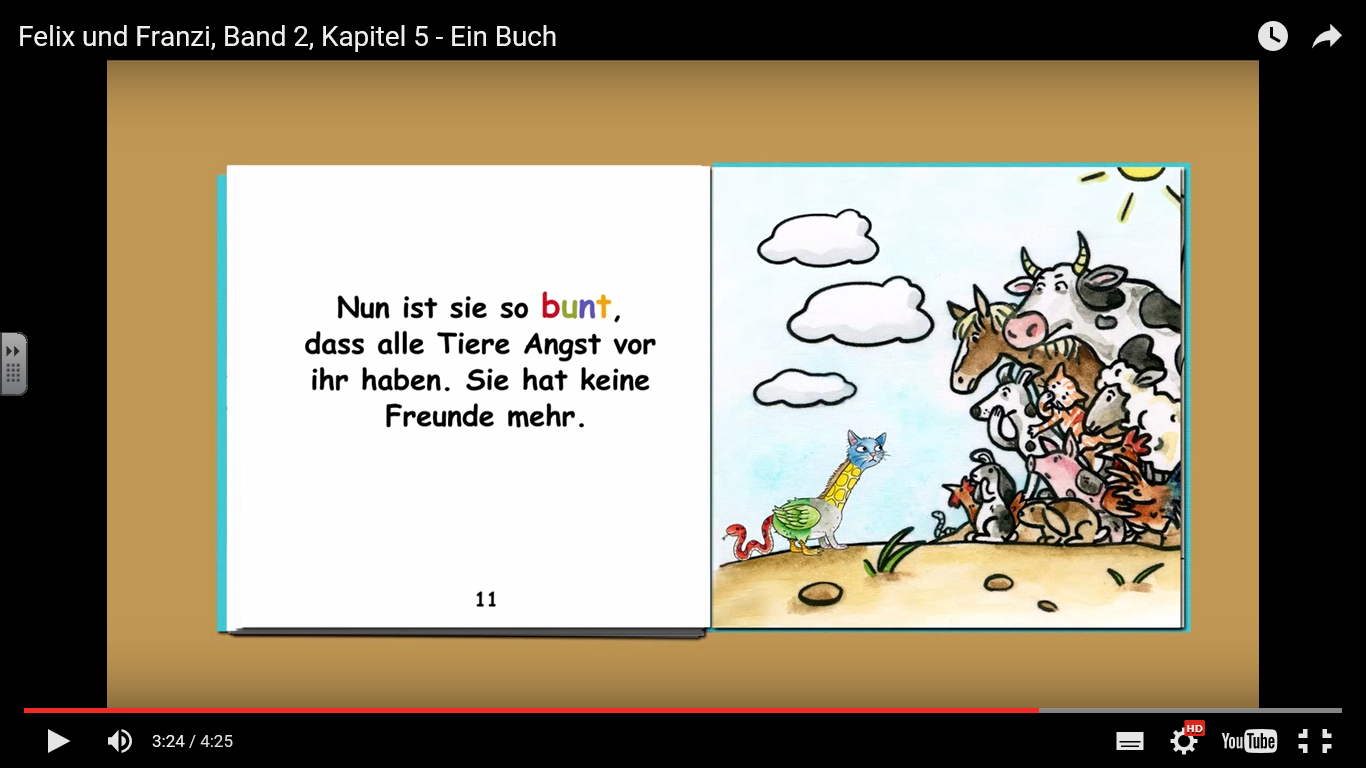 Felix und Franzi, Band 2, Kapitel 5 - Ein Buch
Nun ist sie so bunt,
dass alle Tiere Angst vor
ihr haben. Sie hat keine
Freunde mehr.
11
3:24 / 4:25
HD
YouTube